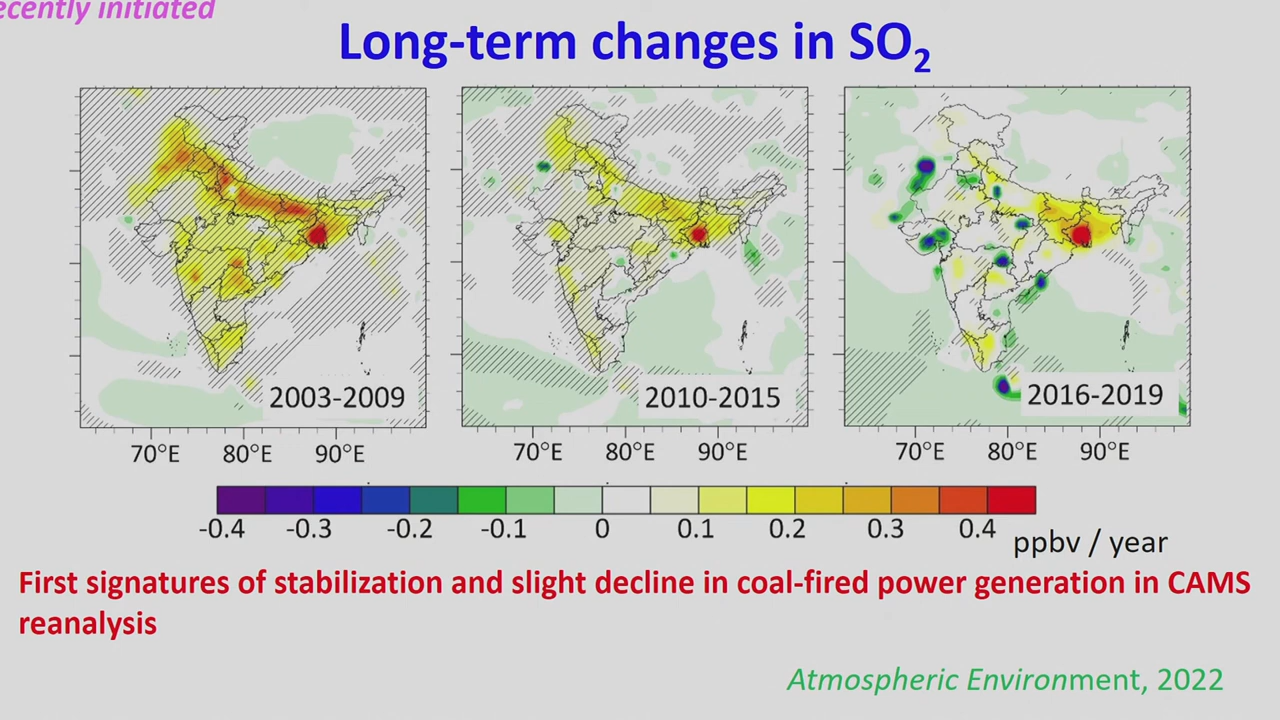 ecently initiated
Long-term changes in SO₂
2003-2009
2010-2015
2016-2019
70°E 80°E 90°E
70°E 80°E 90°E
70°E 80°E 90°E
-0.4 -0.3 -0.2 -0.1 0 0.1 0.2 0.3 0.4
ppbv / year
First signatures of stabilization and slight decline in coal-fired power generation in CAMS
reanalysis
Atmospheric Environment, 2022